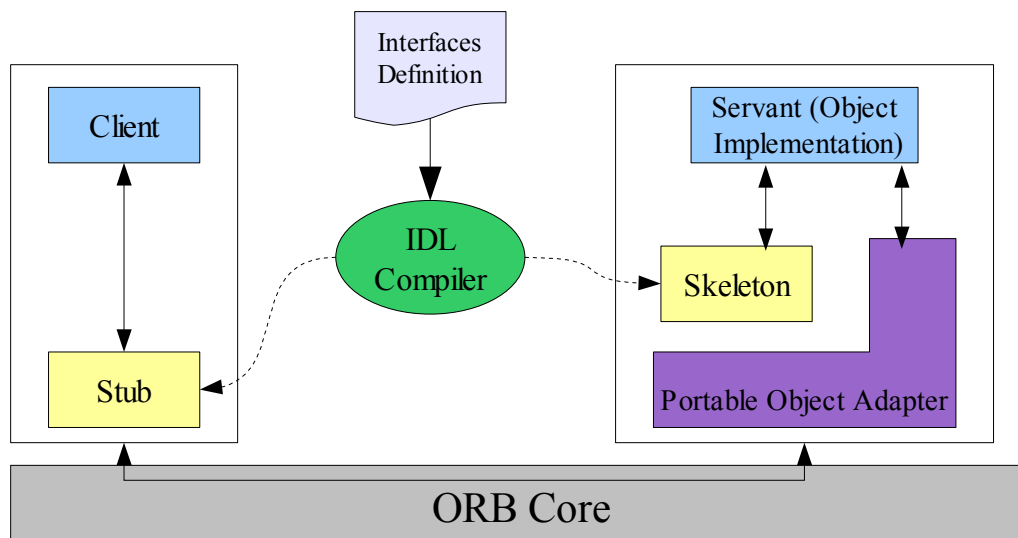 Interfaces
Definition
Client
Servant (Object
Implementation)
IDL
Compiler
Skeleton
Stub
Portable Object Adapter
ORB Core